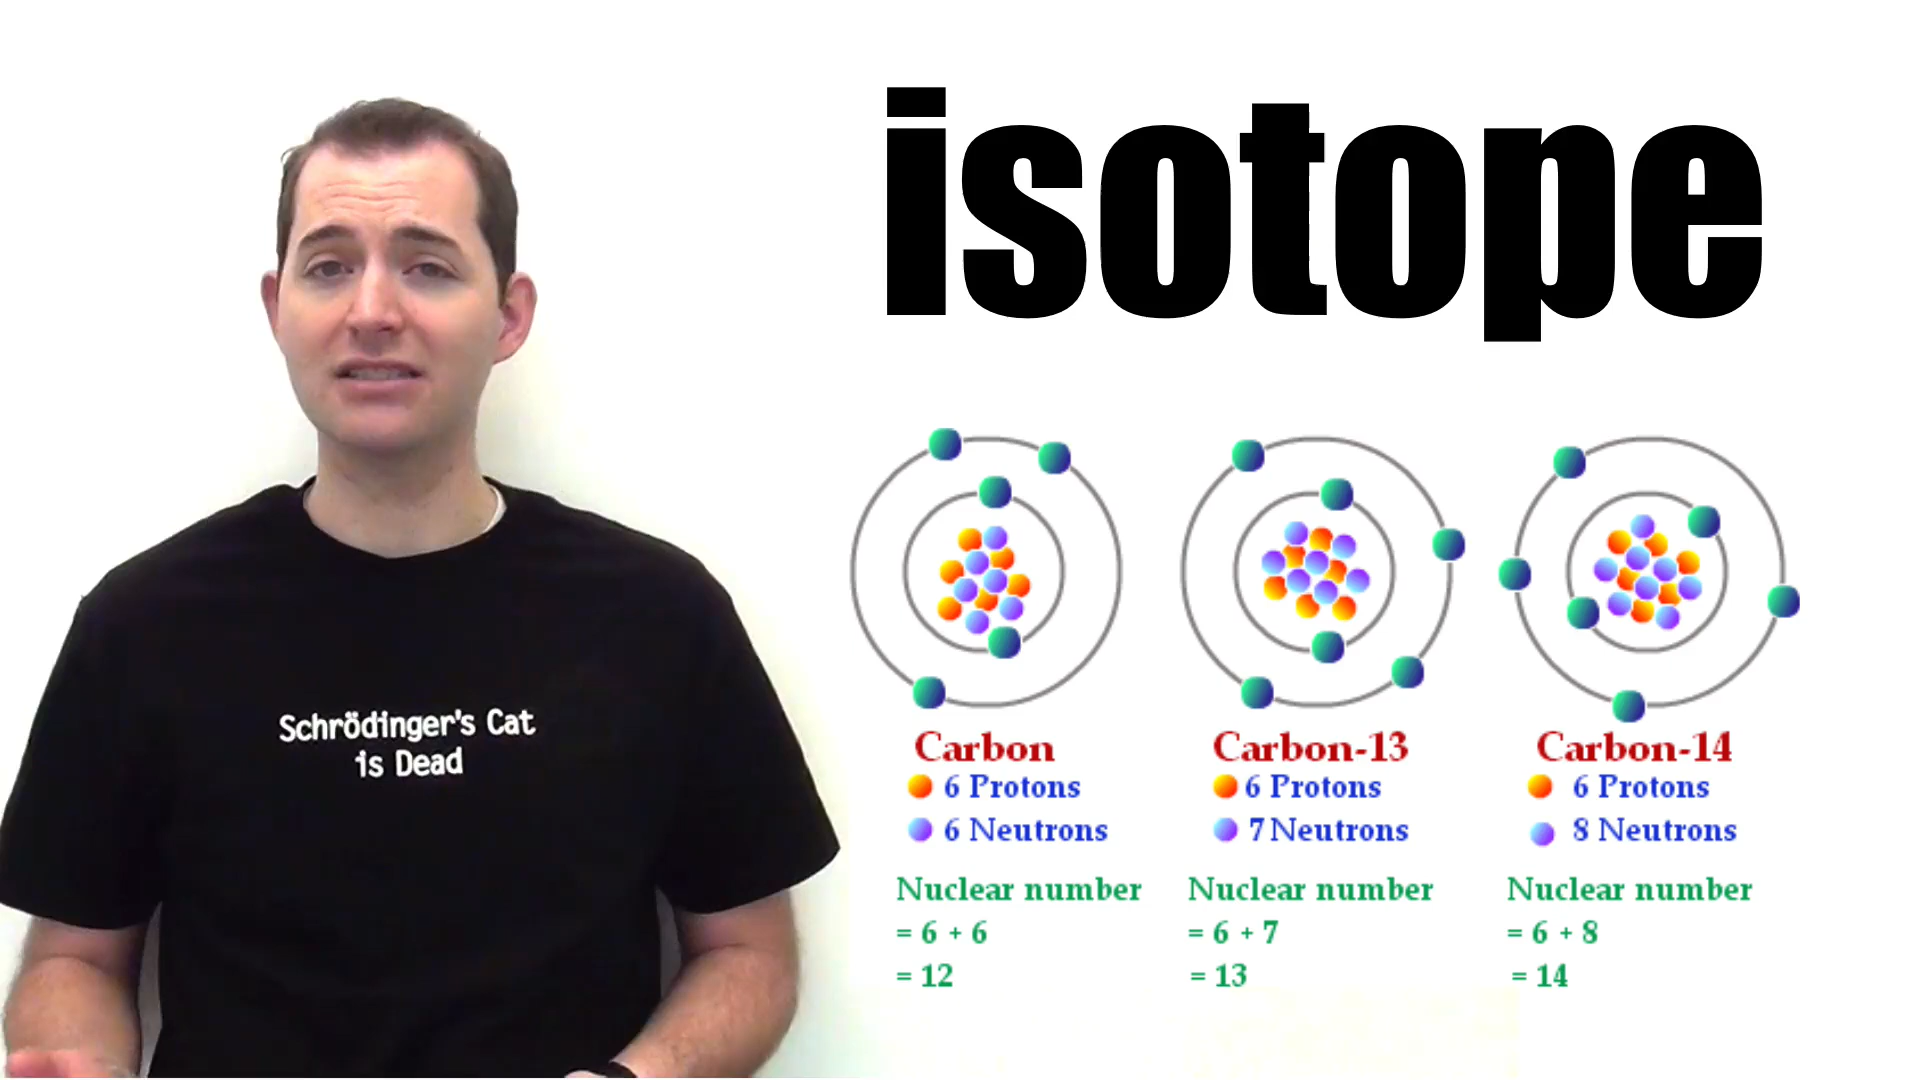 isotope
Schrödinger's Cat
is Dead
Carbon
6 Protons
6 Neutrons
Nuclear number
= 6 + 6
= 12
Carbon-13
6 Protons
7 Neutrons
Nuclear number
= 6 + 7
= 13
Carbon-14
6 Protons
8 Neutrons
Nuclear number
= 6 + 8
= 14